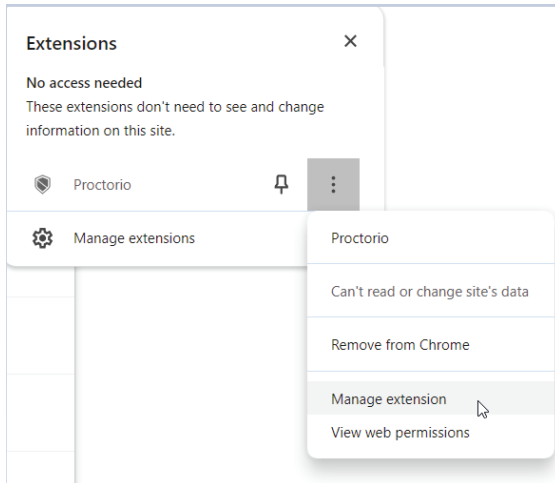 Extensions
No access needed
These extensions don't need to see and change
information on this site.
Proctorio
Manage extensions
Proctorio
Can't read or change site's data
Remove from Chrome
Manage extension
View web permissions